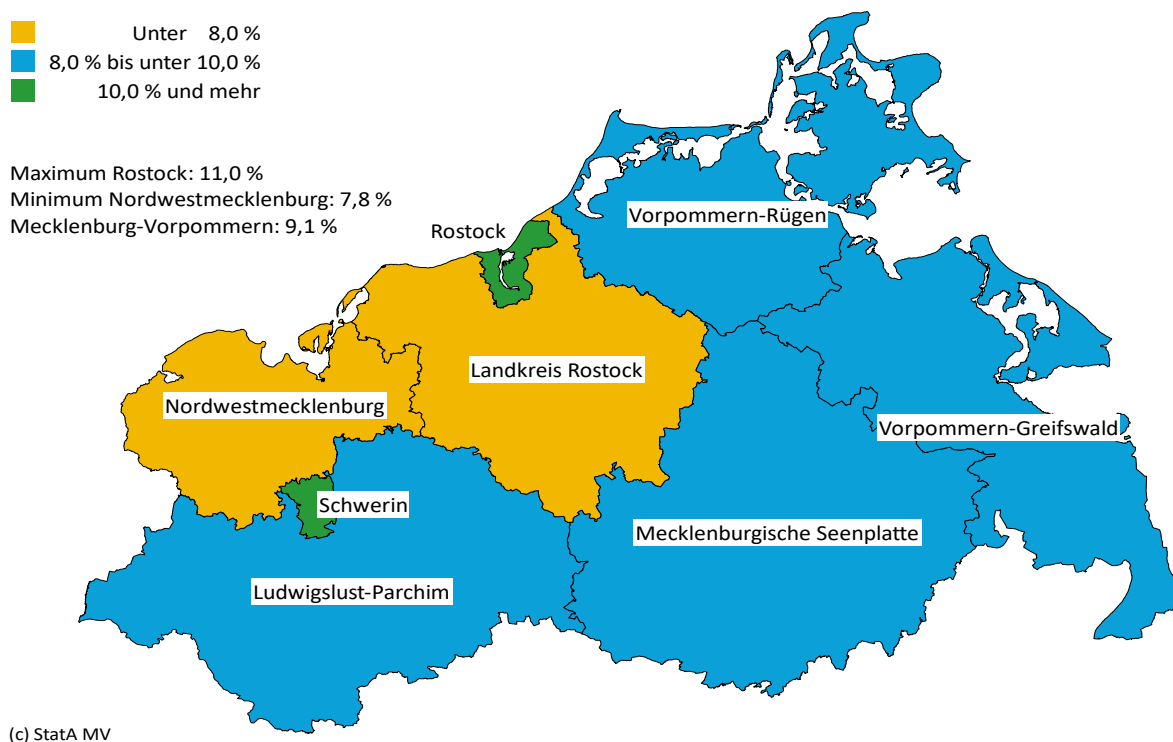 Unter 8,0 %
8,0 % bis unter 10,0 %
10,0 % und mehr
Maximum Rostock: 11,0 %
Minimum Nordwestmecklenburg: 7,8 %
Mecklenburg-Vorpommern: 9,1 %
Vorpommern-Rügen
Rostock
Landkreis Rostock
Nordwestmecklenburg
Vorpommern-Greifswald
Schwerin
Mecklenburgische Seenplatte
Ludwigslust-Parchim
(c) StatA MV